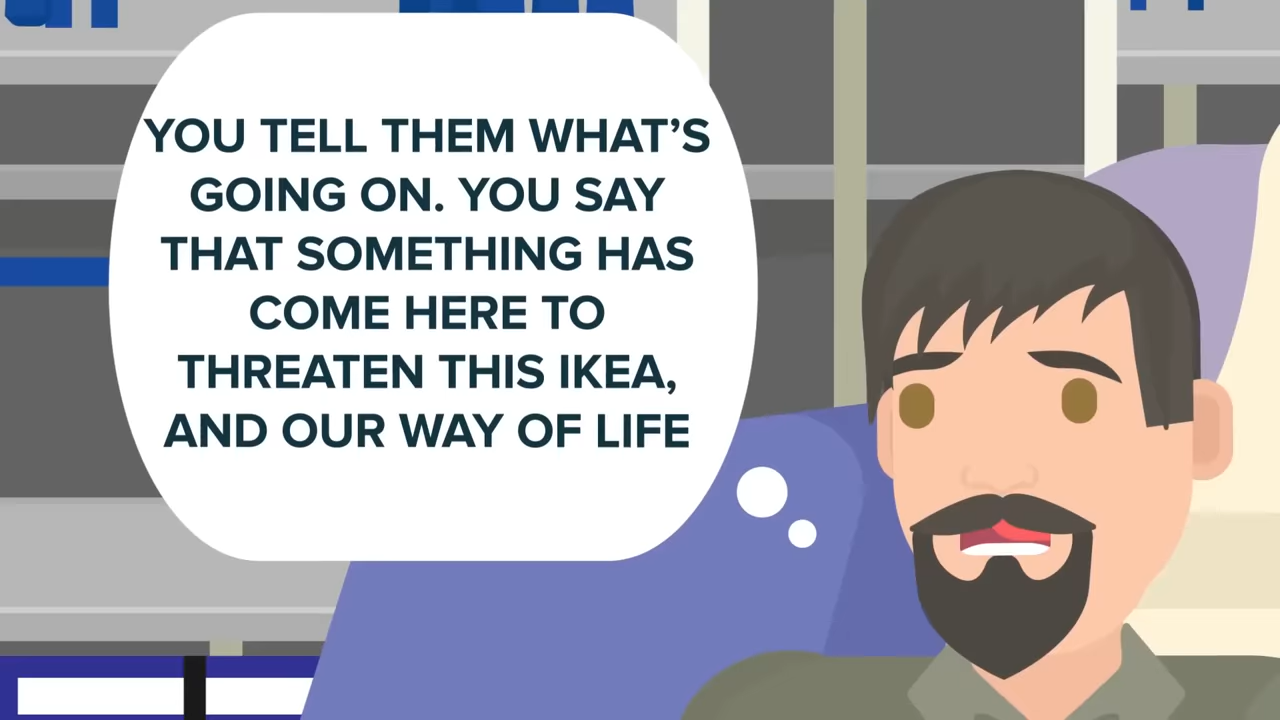 YOU TELL THEM WHAT’S
GOING ON. YOU SAY
THAT SOMETHING HAS
COME HERE TO
THREATEN THIS IKEA,
AND OUR WAY OF LIFE